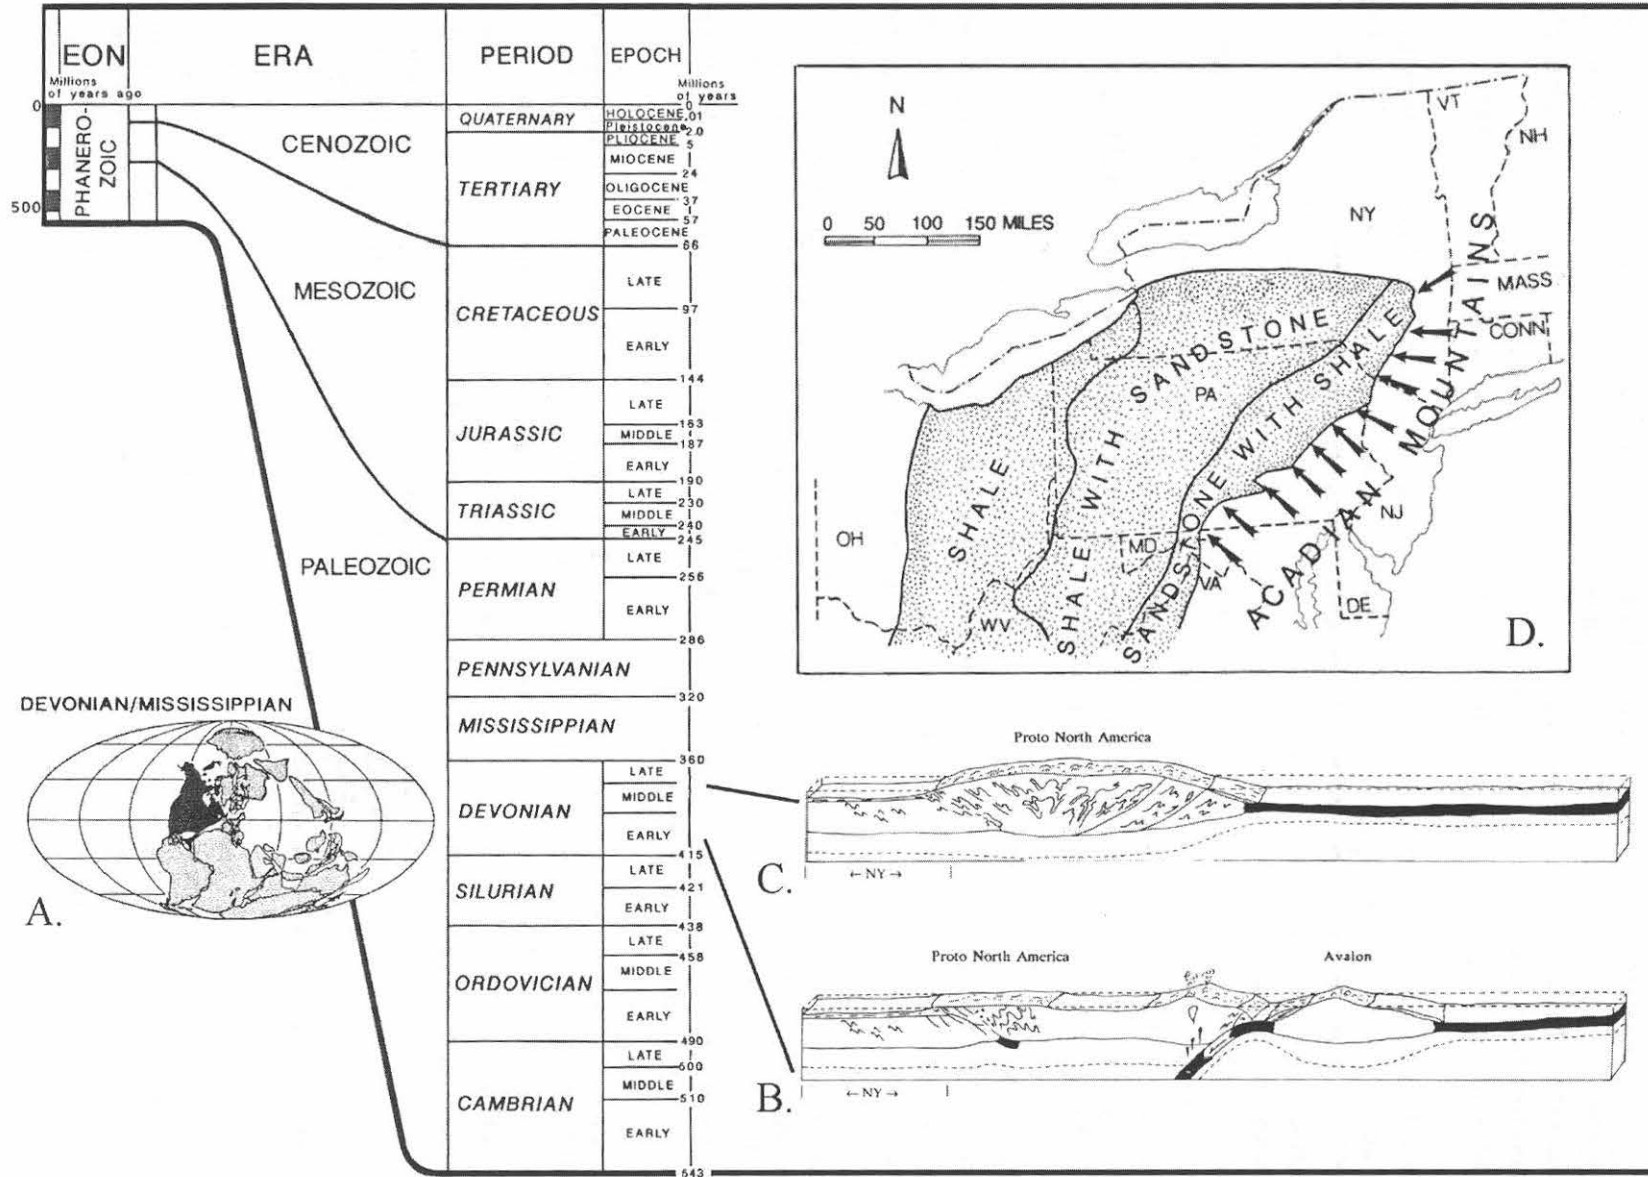 EON
ERA
PERIOD
EPOCH
Millions
of years ago
Millions
of years
0
500
PHANERO-
ZOIC
CENOZOIC
MESOZOIC
PALEOZOIC
QUATERNARY
TERTIARY
CRETACEOUS
JURASSIC
TRIASSIC
PERMIAN
PENNSYLVANIAN
MISSISSIPPIAN
DEVONIAN
SILURIAN
ORDOVICIAN
CAMBRIAN
0
HOLOCENE
.01
Pleistocene
2.0
PLIOCENE
5
MIOCENE
24
OLIGOCENE
37
EOCENE
57
PALEOCENE
66
LATE
97
EARLY
144
LATE
163
MIDDLE
187
EARLY
190
LATE
230
MIDDLE
240
EARLY
245
LATE
256
EARLY
286
320
360
LATE
MIDDLE
EARLY
415
LATE
421
EARLY
438
LATE
458
MIDDLE
EARLY
490
LATE
500
MIDDLE
510
EARLY
543
DEVONIAN/MISSISSIPPIAN
A.
N
0 50 100 150 MILES
VT
NH
NY
MASS
CONN
PA
OH
MD
VA
WV
NJ
DE
SHALE
SHALE WITH SANDSTONE
SANDSTONE WITH SHALE
ACADIAN MOUNTAINS
D.
Proto North America
C.
← NY →
Proto North America
Avalon
B.
← NY →